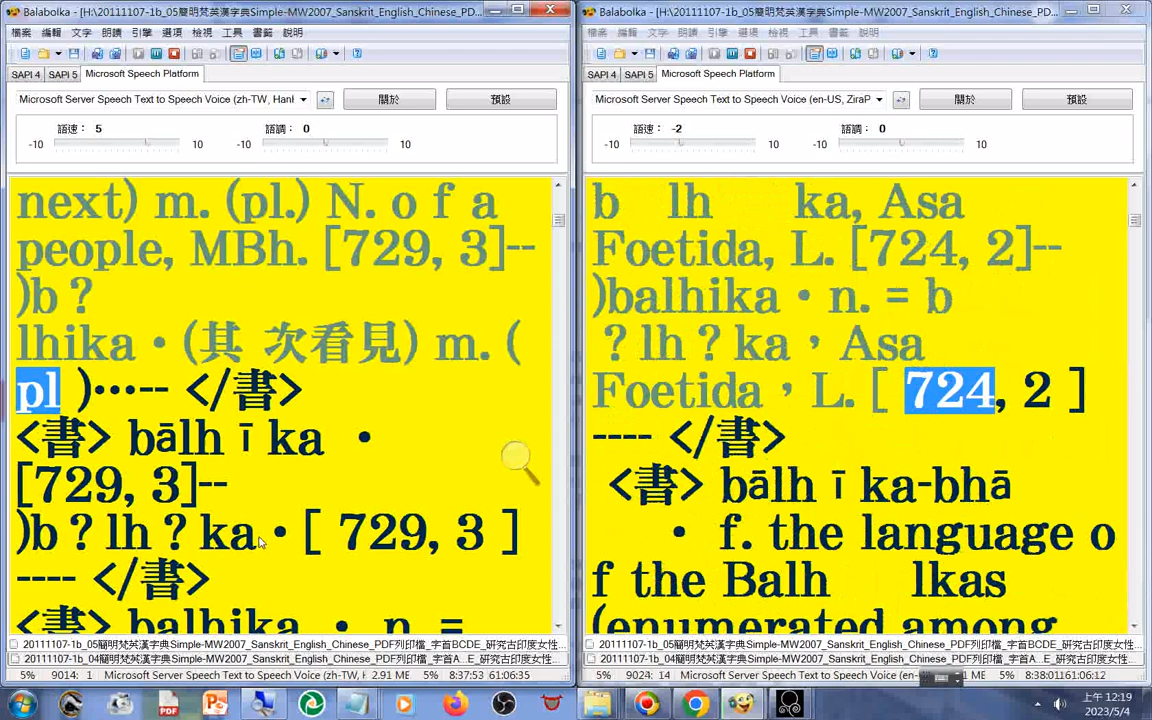 Balabolka - [H:\20111107-1b_05簡明梵英漢字典Simple-MW2007_Sanskrit_English_Chinese_PD...
檔案 編輯 文字 朗讀 引擎 選項 檢視 工具 書籤 說明
SAPI 4 SAPI 5 Microsoft Speech Platform
Microsoft Server Speech Text to Speech Voice (zh-TW, Hanl
關於
預設
語速： 5
語調： 0
-10 10 -10 10
next) m. (pl.) N. o f a
people, MBh. [729, 3]--
)b？
lhika・(其 次看見) m. (
pl )…-- </書>
<書> bālh ī ka ・
[729, 3]--
)b？lh？ka・[ 729, 3 ]
---- </書>
<書> balhika ・ n. =
20111107-1b_05簡明梵英漢字典Simple-MW2007_Sanskrit_English_Chinese_PDF列印檔_字首BCDE_研究古印度女性...
20111107-1b_04簡明梵英漢字典Simple-MW2007_Sanskrit_English_Chinese_PDF列印檔_字首A...E_研究古印度女性...
5% 9014: 1 Microsoft Server Speech Text to Speech Voice (zh-TW, 2.91 MB 5% 8:37:53 61:06:35
Balabolka - [H:\20111107-1b_05簡明梵英漢字典Simple-MW2007_Sanskrit_English_Chinese_PD...
檔案 編輯 文字 朗讀 引擎 選項 檢視 工具 書籤 說明
SAPI 4 SAPI 5 Microsoft Speech Platform
Microsoft Server Speech Text to Speech Voice (en-US, ZiraP
關於
預設
語速： -2
語調： 0
-10 10 -10 10
b lh ka, Asa
Foetida, L. [724, 2]--
)balhika・n. = b
？lh？ka，Asa
Foetida，L. [ 724, 2 ]
---- </書>
<書> bālh ī ka-bhā
・ f. the language o
f the Balh lkas
(enumerated among
20111107-1b_05簡明梵英漢字典Simple-MW2007_Sanskrit_English_Chinese_PDF列印檔_字首BCDE_研究古印度女性...
20111107-1b_04簡明梵英漢字典Simple-MW2007_Sanskrit_English_Chinese_PDF列印檔_字首A...E_研究古印度女性...
5% 9024: 14 Microsoft Server Speech Text to Speech Voice (en-US, MB 5% 8:38:01 61:06:12
PDF
上午 12:19
2023/5/4